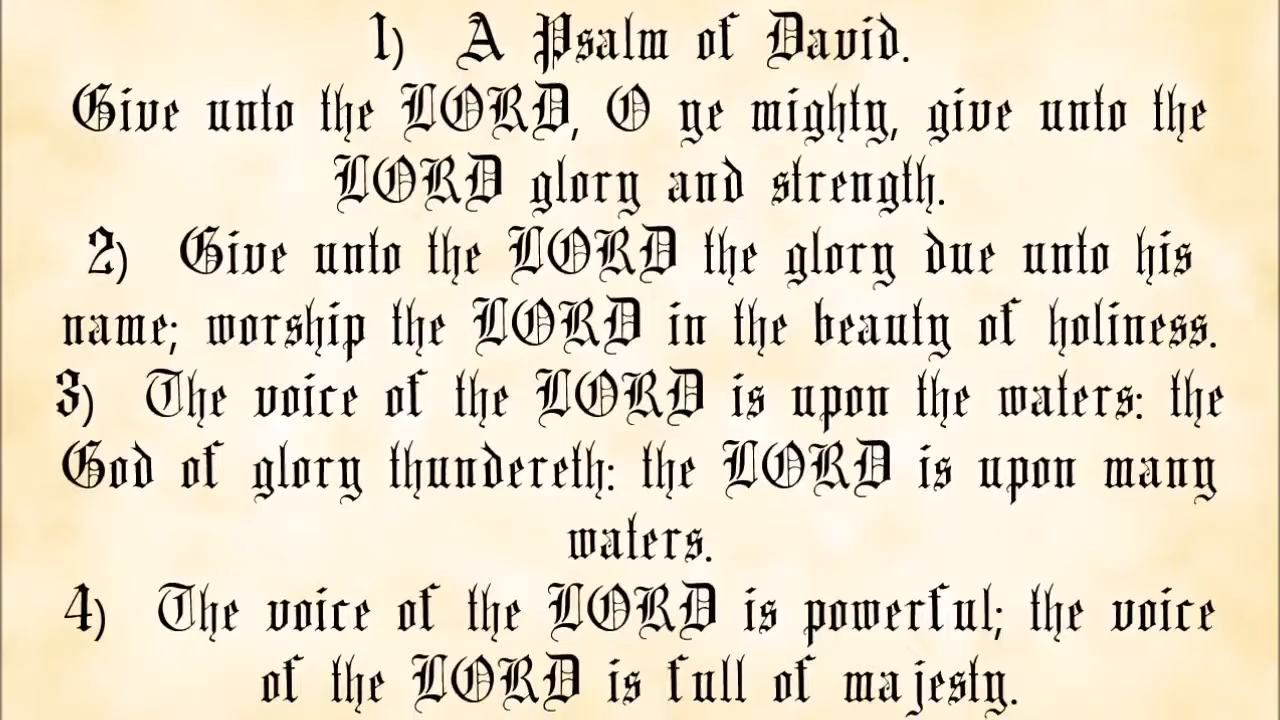 1) A Psalm of David.
Give unto the LORD, O ye mighty, give unto the
LORD glory and strength.
2) Give unto the LORD the glory due unto his
name; worship the LORD in the beauty of holiness.
3) The voice of the LORD is upon the waters: the
God of glory thundereth: the LORD is upon many
waters.
4) The voice of the LORD is powerful; the voice
of the LORD is full of majesty.